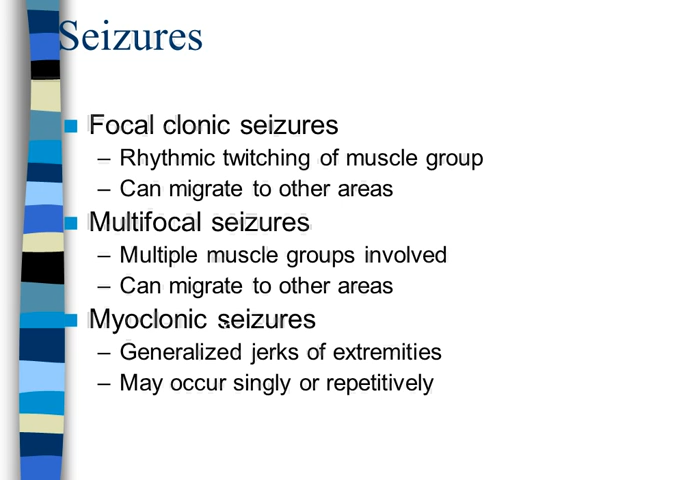 Seizures
Focal clonic seizures
– Rhythmic twitching of muscle group
– Can migrate to other areas
Multifocal seizures
– Multiple muscle groups involved
– Can migrate to other areas
Myoclonic seizures
– Generalized jerks of extremities
– May occur singly or repetitively